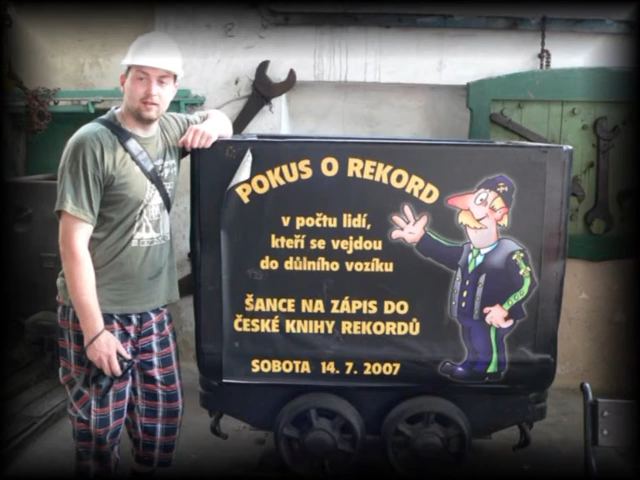 POKUS O REKORD
v počtu lidí,
kteří se vejdou
do důlního vozíku
ŠANCE NA ZÁPIS DO
ČESKÉ KNIHY REKORDŮ
SOBOTA 14. 7. 2007